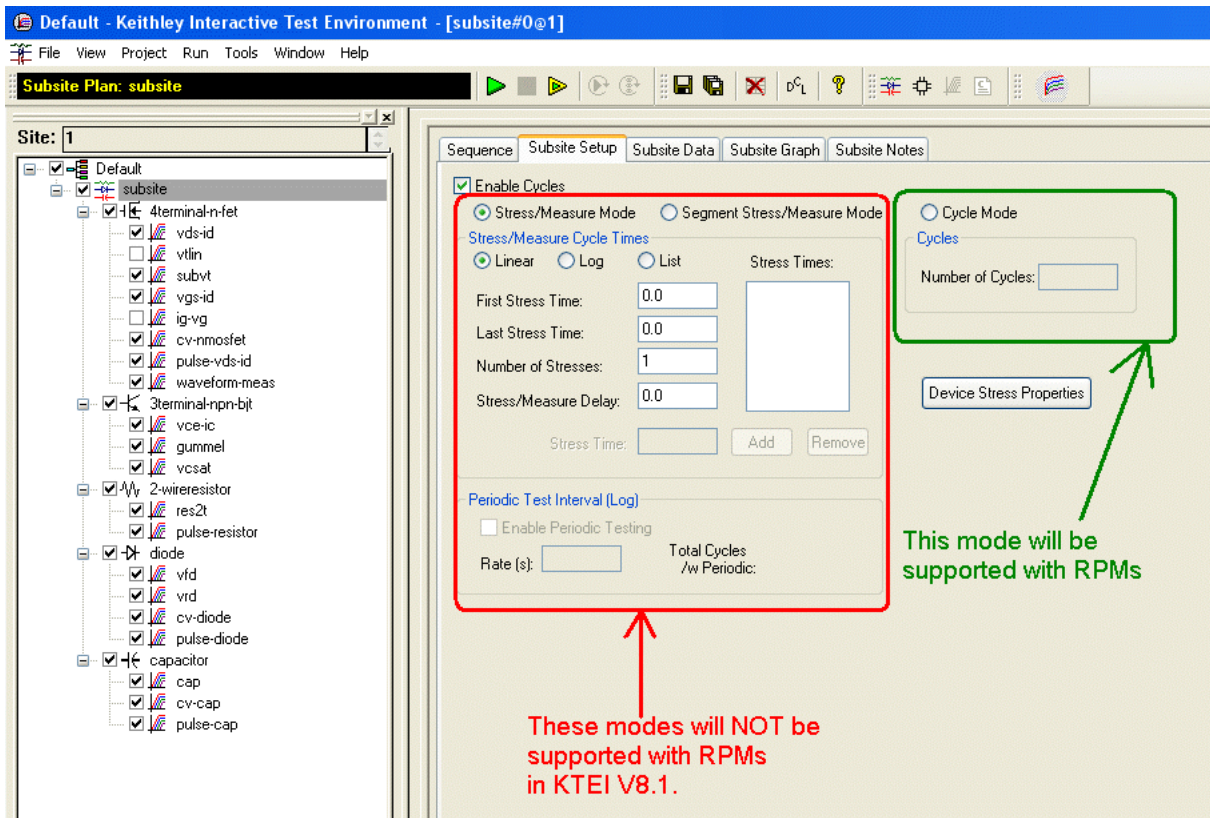 Default - Keithley Interactive Test Environment - [subsite#0@1]
File View Project Run Tools Window Help
Subsite Plan: subsite
Site: 1
Default
subsite
4terminal-n-fet
vds-id
vtlin
subvt
vgs-id
ig-vg
cv-nmosfet
pulse-vds-id
waveform-meas
3terminal-npn-bjt
vce-ic
gummel
vcsat
2-wireresistor
res2t
pulse-resistor
diode
vfd
vrd
cv-diode
pulse-diode
capacitor
cap
cv-cap
pulse-cap
Sequence Subsite Setup Subsite Data Subsite Graph Subsite Notes
Enable Cycles
Stress/Measure Mode Segment Stress/Measure Mode
Stress/Measure Cycle Times
Linear Log List Stress Times:
First Stress Time: 0.0
Last Stress Time: 0.0
Number of Stresses: 1
Stress/Measure Delay: 0.0
Stress Time: Add Remove
Periodic Test Interval (Log)
Enable Periodic Testing
Rate (s): Total Cycles
/w Periodic:
Cycle Mode
Cycles
Number of Cycles:
Device Stress Properties
This mode will be
supported with RPMs
These modes will NOT be
supported with RPMs
in KTEI V8.1.